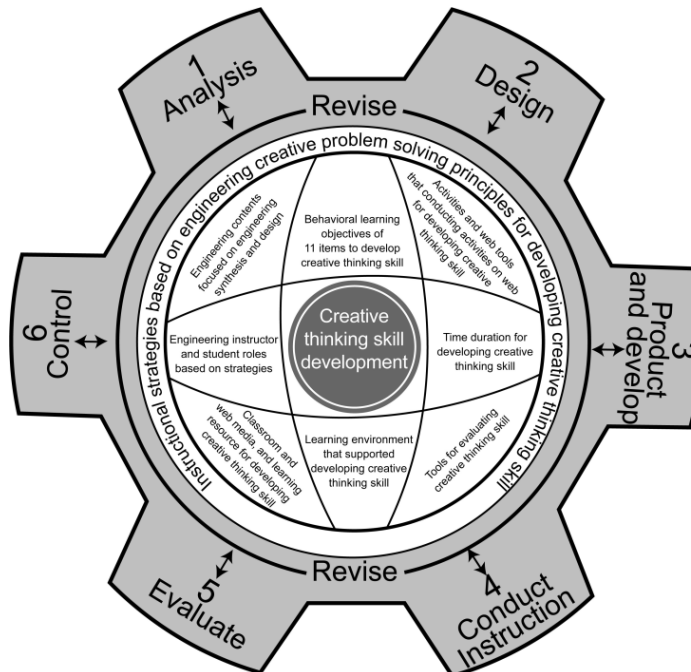 1
Analysis
2
Design
3
Product
and develop
4
Conduct
Instruction
5
Evaluate
6
Control
Revise
Revise
Instructional strategies based on engineering creative problem solving principles for developing creative thinking skill
Engineering contents
focused on engineering
synthesis and design
Behavioral learning
objectives of
11 items to develop
creative thinking skill
Activities and web tools
that conducting activities on web
for developing creative
thinking skill
Engineering instructor
and student roles
based on strategies
Creative
thinking skill
development
Time duration for
developing creative
thinking skill
Classroom and
web media, and learning
resource for developing
creative thinking skill
Learning environment
that supported
developing creative
thinking skill
Tools for evaluating
creative thinking skill